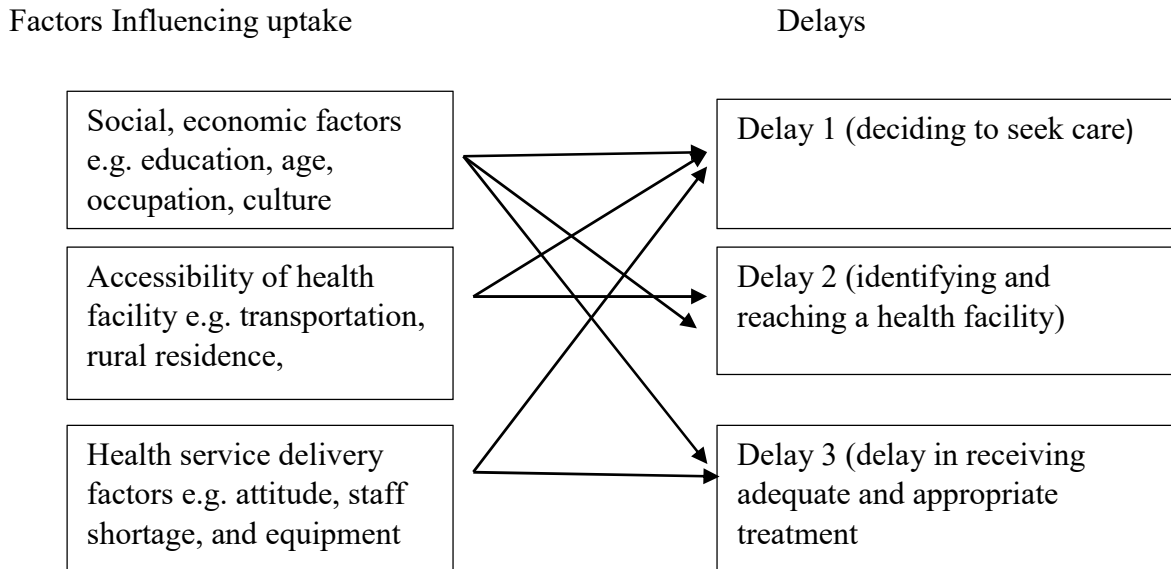 Factors Influencing uptake
Delays
Social, economic factors
e.g. education, age,
occupation, culture
Delay 1 (deciding to seek care)
Accessibility of health
facility e.g. transportation,
rural residence,
Delay 2 (identifying and
reaching a health facility)
Health service delivery
factors e.g. attitude, staff
shortage, and equipment
Delay 3 (delay in receiving
adequate and appropriate
treatment